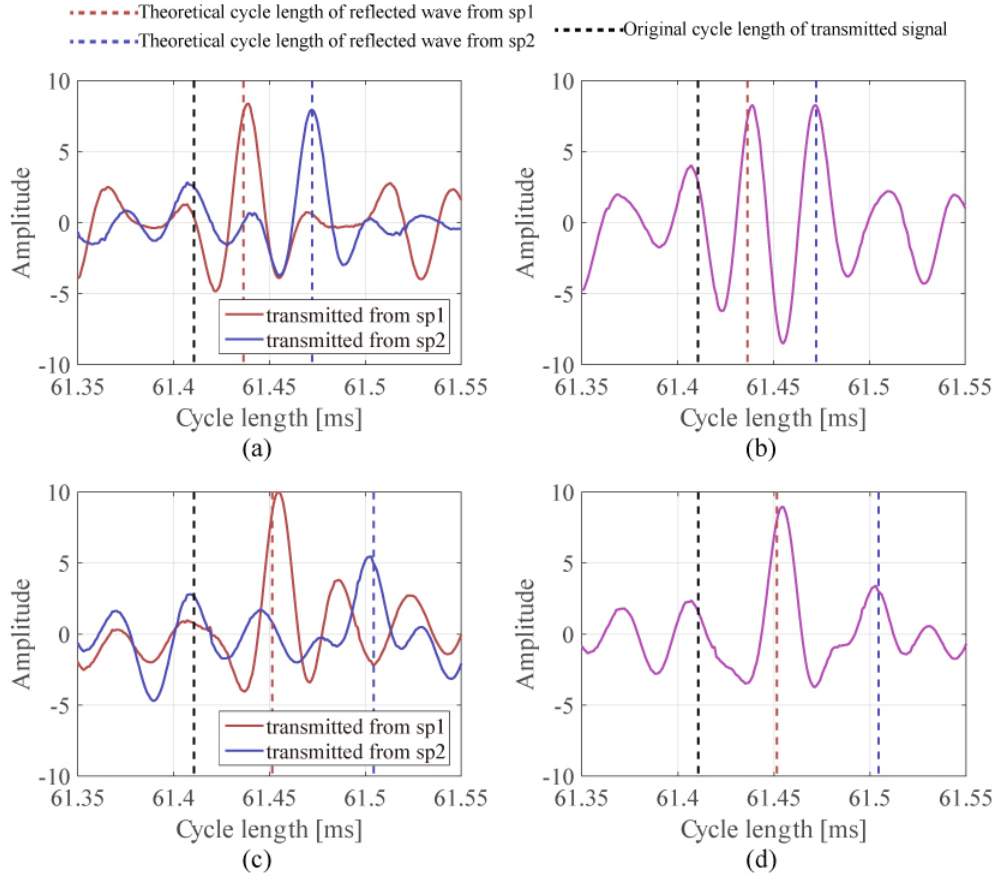 Theoretical cycle length of reflected wave from sp1
Theoretical cycle length of reflected wave from sp2
Original cycle length of transmitted signal
10
5
0
-5
-10
Amplitude
transmitted from sp1
transmitted from sp2
61.35 61.4 61.45 61.5 61.55
Cycle length [ms]
(a)
10
5
0
-5
-10
Amplitude
61.35 61.4 61.45 61.5 61.55
Cycle length [ms]
(b)
10
5
0
-5
-10
Amplitude
transmitted from sp1
transmitted from sp2
61.35 61.4 61.45 61.5 61.55
Cycle length [ms]
(c)
10
5
0
-5
-10
Amplitude
61.35 61.4 61.45 61.5 61.55
Cycle length [ms]
(d)